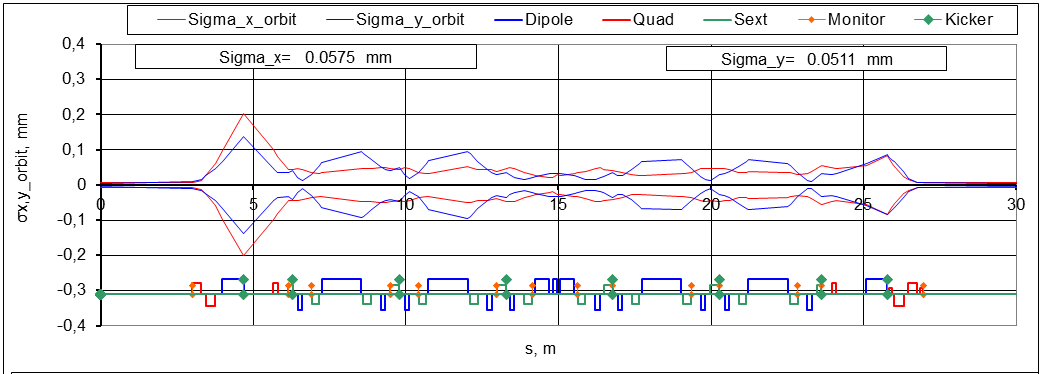 Sigma_x_orbit Sigma_y_orbit Dipole Quad Sext Monitor Kicker
Sigma_x= 0.0575 mm
Sigma_y= 0.0511 mm
0,4
0,3
0,2
0,1
0
-0,1
-0,2
-0,3
-0,4
σx,y_orbit, mm
0 5 10 15 20 25 30
s, m